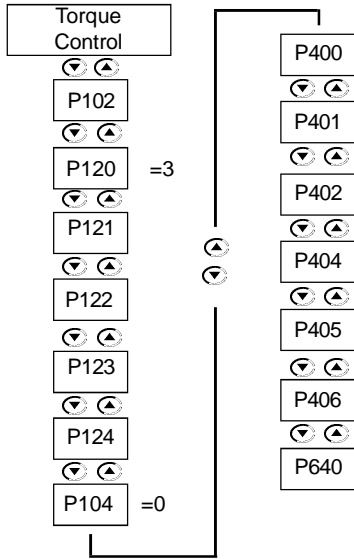 Torque
Control
P102
P120 =3
P121
P122
P123
P124
P104 =0
P400
P401
P402
P404
P405
P406
P640